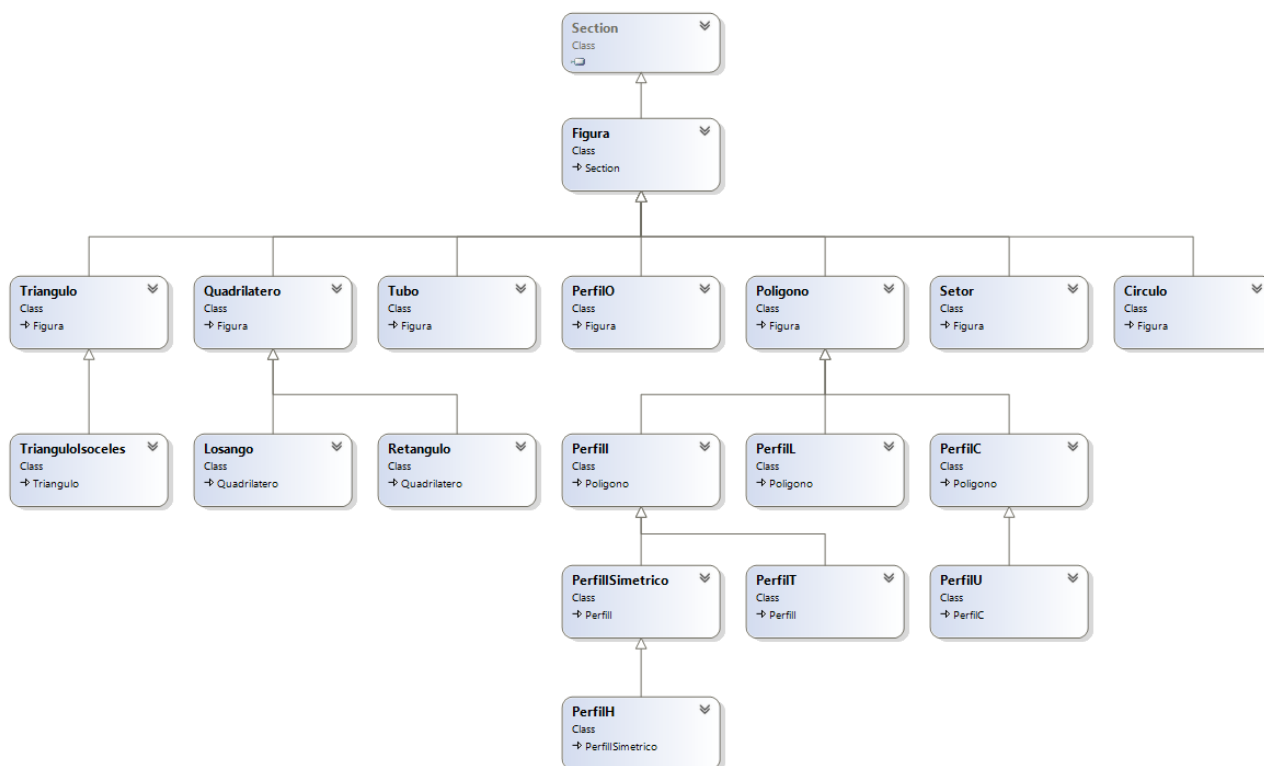 Section
Class
Figura
Class
Section
Triangulo
Class
Figura
Quadrilatero
Class
Figura
Tubo
Class
Figura
PerfilO
Class
Figura
Poligono
Class
Figura
Setor
Class
Figura
Circulo
Class
Figura
TrianguloIsoceles
Class
Triangulo
Losango
Class
Quadrilatero
Retangulo
Class
Quadrilatero
PerfilI
Class
Poligono
PerfilL
Class
Poligono
PerfilC
Class
Poligono
PerfilISimetrico
Class
PerfilI
PerfilT
Class
PerfilI
PerfilU
Class
PerfilC
PerfilH
Class
PerfilISimetrico